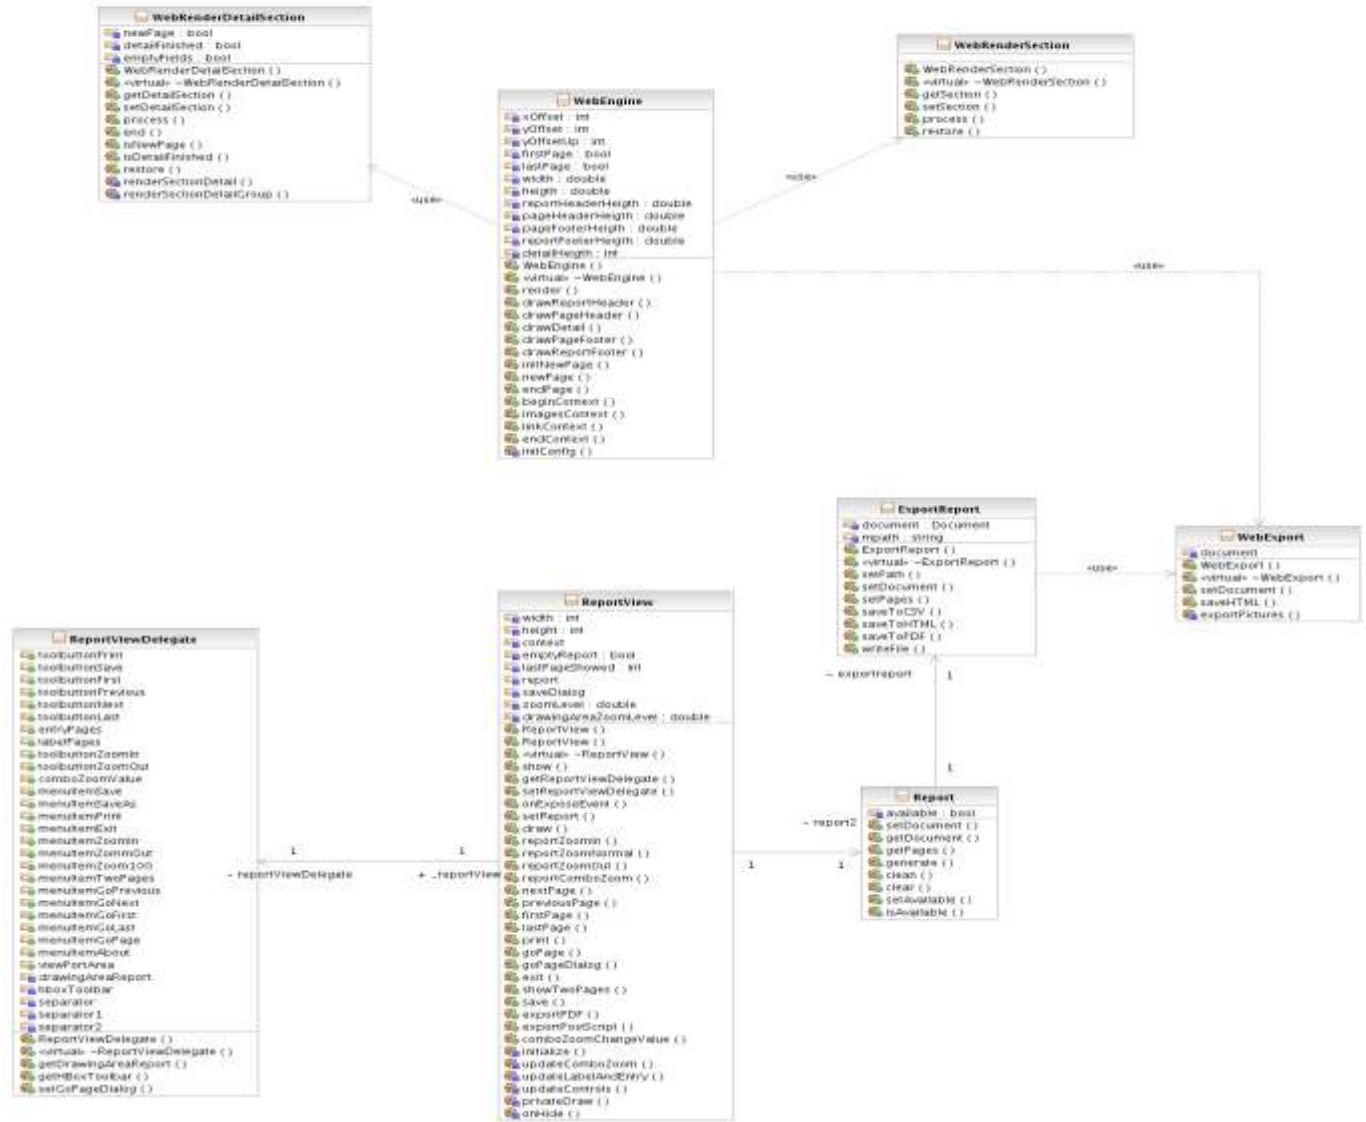 WebRenderDetailSection
newPage : bool
detailFinished : bool
emptyFields : bool
WebRenderDetailSection ( )
«virtual» ~WebRenderDetailSection ( )
getDetailSection ( )
setDetailSection ( )
process ( )
end ( )
isNewPage ( )
isDetailFinished ( )
restore ( )
renderSectionDetail ( )
renderSectionDetailGroup ( )
«use»
WebEngine
xOffset : int
yOffset : int
yOffsetUp : int
firstPage : bool
lastPage : bool
width : double
heigth : double
reportHeaderHeigth : double
pageHeaderHeigth : double
pageFooterHeigth : double
reportFooterHeigth : double
detailHeigth : int
WebEngine ( )
«virtual» ~WebEngine ( )
render ( )
drawReportHeader ( )
drawPageHeader ( )
drawDetail ( )
drawPageFooter ( )
drawReportFooter ( )
initNewPage ( )
newPage ( )
endPage ( )
beginContext ( )
imagesContext ( )
linkContext ( )
endContext ( )
initConfig ( )
«use»
WebRenderSection
WebRenderSection ( )
«virtual» ~WebRenderSection ( )
getSection ( )
setSection ( )
process ( )
restore ( )
«use»
ExportReport
document : Document
mpath : string
ExportReport ( )
«virtual» ~ExportReport ( )
setPath ( )
setDocument ( )
setPages ( )
saveToCSV ( )
saveToHTML ( )
saveToPDF ( )
writeFile ( )
«use»
WebExport
document
WebExport ( )
«virtual» ~WebExport ( )
setDocument ( )
saveHTML ( )
exportPictures ( )
- exportreport
1
1
ReportViewDelegate
toolbuttonPrint
toolbuttonSave
toolbuttonFirst
toolbuttonPrevious
toolbuttonNext
toolbuttonLast
entryPages
labelPages
toolbuttonZoomIn
toolbuttonZoomOut
comboZoomValue
menuItemSave
menuItemSaveAs
menuItemPrint
menuItemExit
menuItemZoomIn
menuItemZommOut
menuItemZoom100
menuItemTwoPages
menuItemGoPrevious
menuItemGoNext
menuItemGoFirst
menuItemGoLast
menuItemGoPage
menuItemAbout
viewPortArea
drawingAreaReport
hboxToolbar
separator
separator1
separator2
ReportViewDelegate ( )
«virtual» ~ReportViewDelegate ( )
getDrawingAreaReport ( )
getHBoxToolbar ( )
setGoPageDialog ( )
1
- reportViewDelegate
1
+ _reportView
ReportView
width : int
height : int
context
emptyReport : bool
lastPageShowed : int
report
saveDialog
zoomLevel : double
drawingAreaZoomLevel : double
ReportView ( )
ReportView ( )
«virtual» ~ReportView ( )
show ( )
getReportViewDelegate ( )
setReportViewDelegate ( )
onExposeEvent ( )
setReport ( )
draw ( )
reportZoomIn ( )
reportZoomNormal ( )
reportZoomOut ( )
reportComboZoom ( )
nextPage ( )
previousPage ( )
firstPage ( )
lastPage ( )
print ( )
goPage ( )
goPageDialog ( )
exit ( )
showTwoPages ( )
save ( )
exportPDF ( )
exportPostScript ( )
comboZoomChangeValue ( )
initialize ( )
updateComboZoom ( )
updateLabelAndEntry ( )
updateControls ( )
privateDraw ( )
onHide ( )
- report2
1
1
Report
available : bool
setDocument ( )
getDocument ( )
getPages ( )
generate ( )
clean ( )
clear ( )
setAvailable ( )
isAvailable ( )